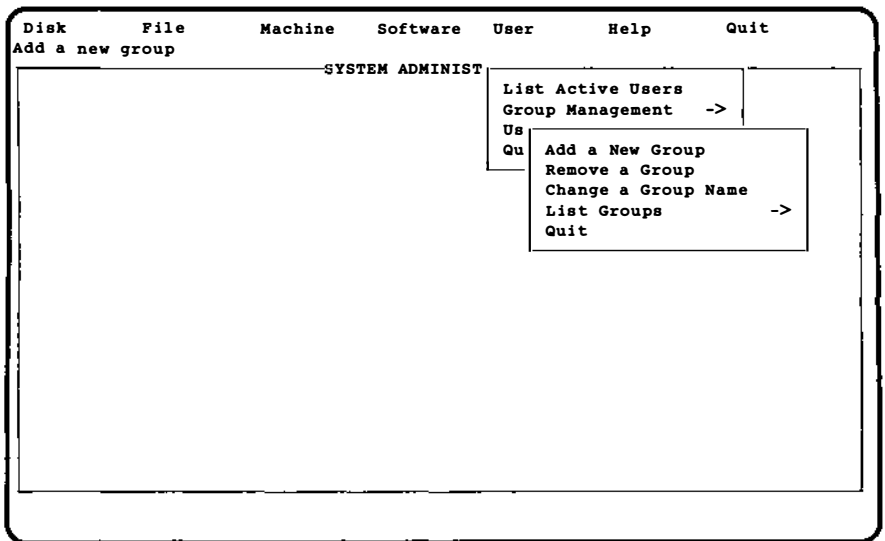 Disk File Machine Software User Help Quit
Add a new group
SYSTEM ADMINIST
List Active Users
Group Management ->
Us
Qu
Add a New Group
Remove a Group
Change a Group Name
List Groups ->
Quit